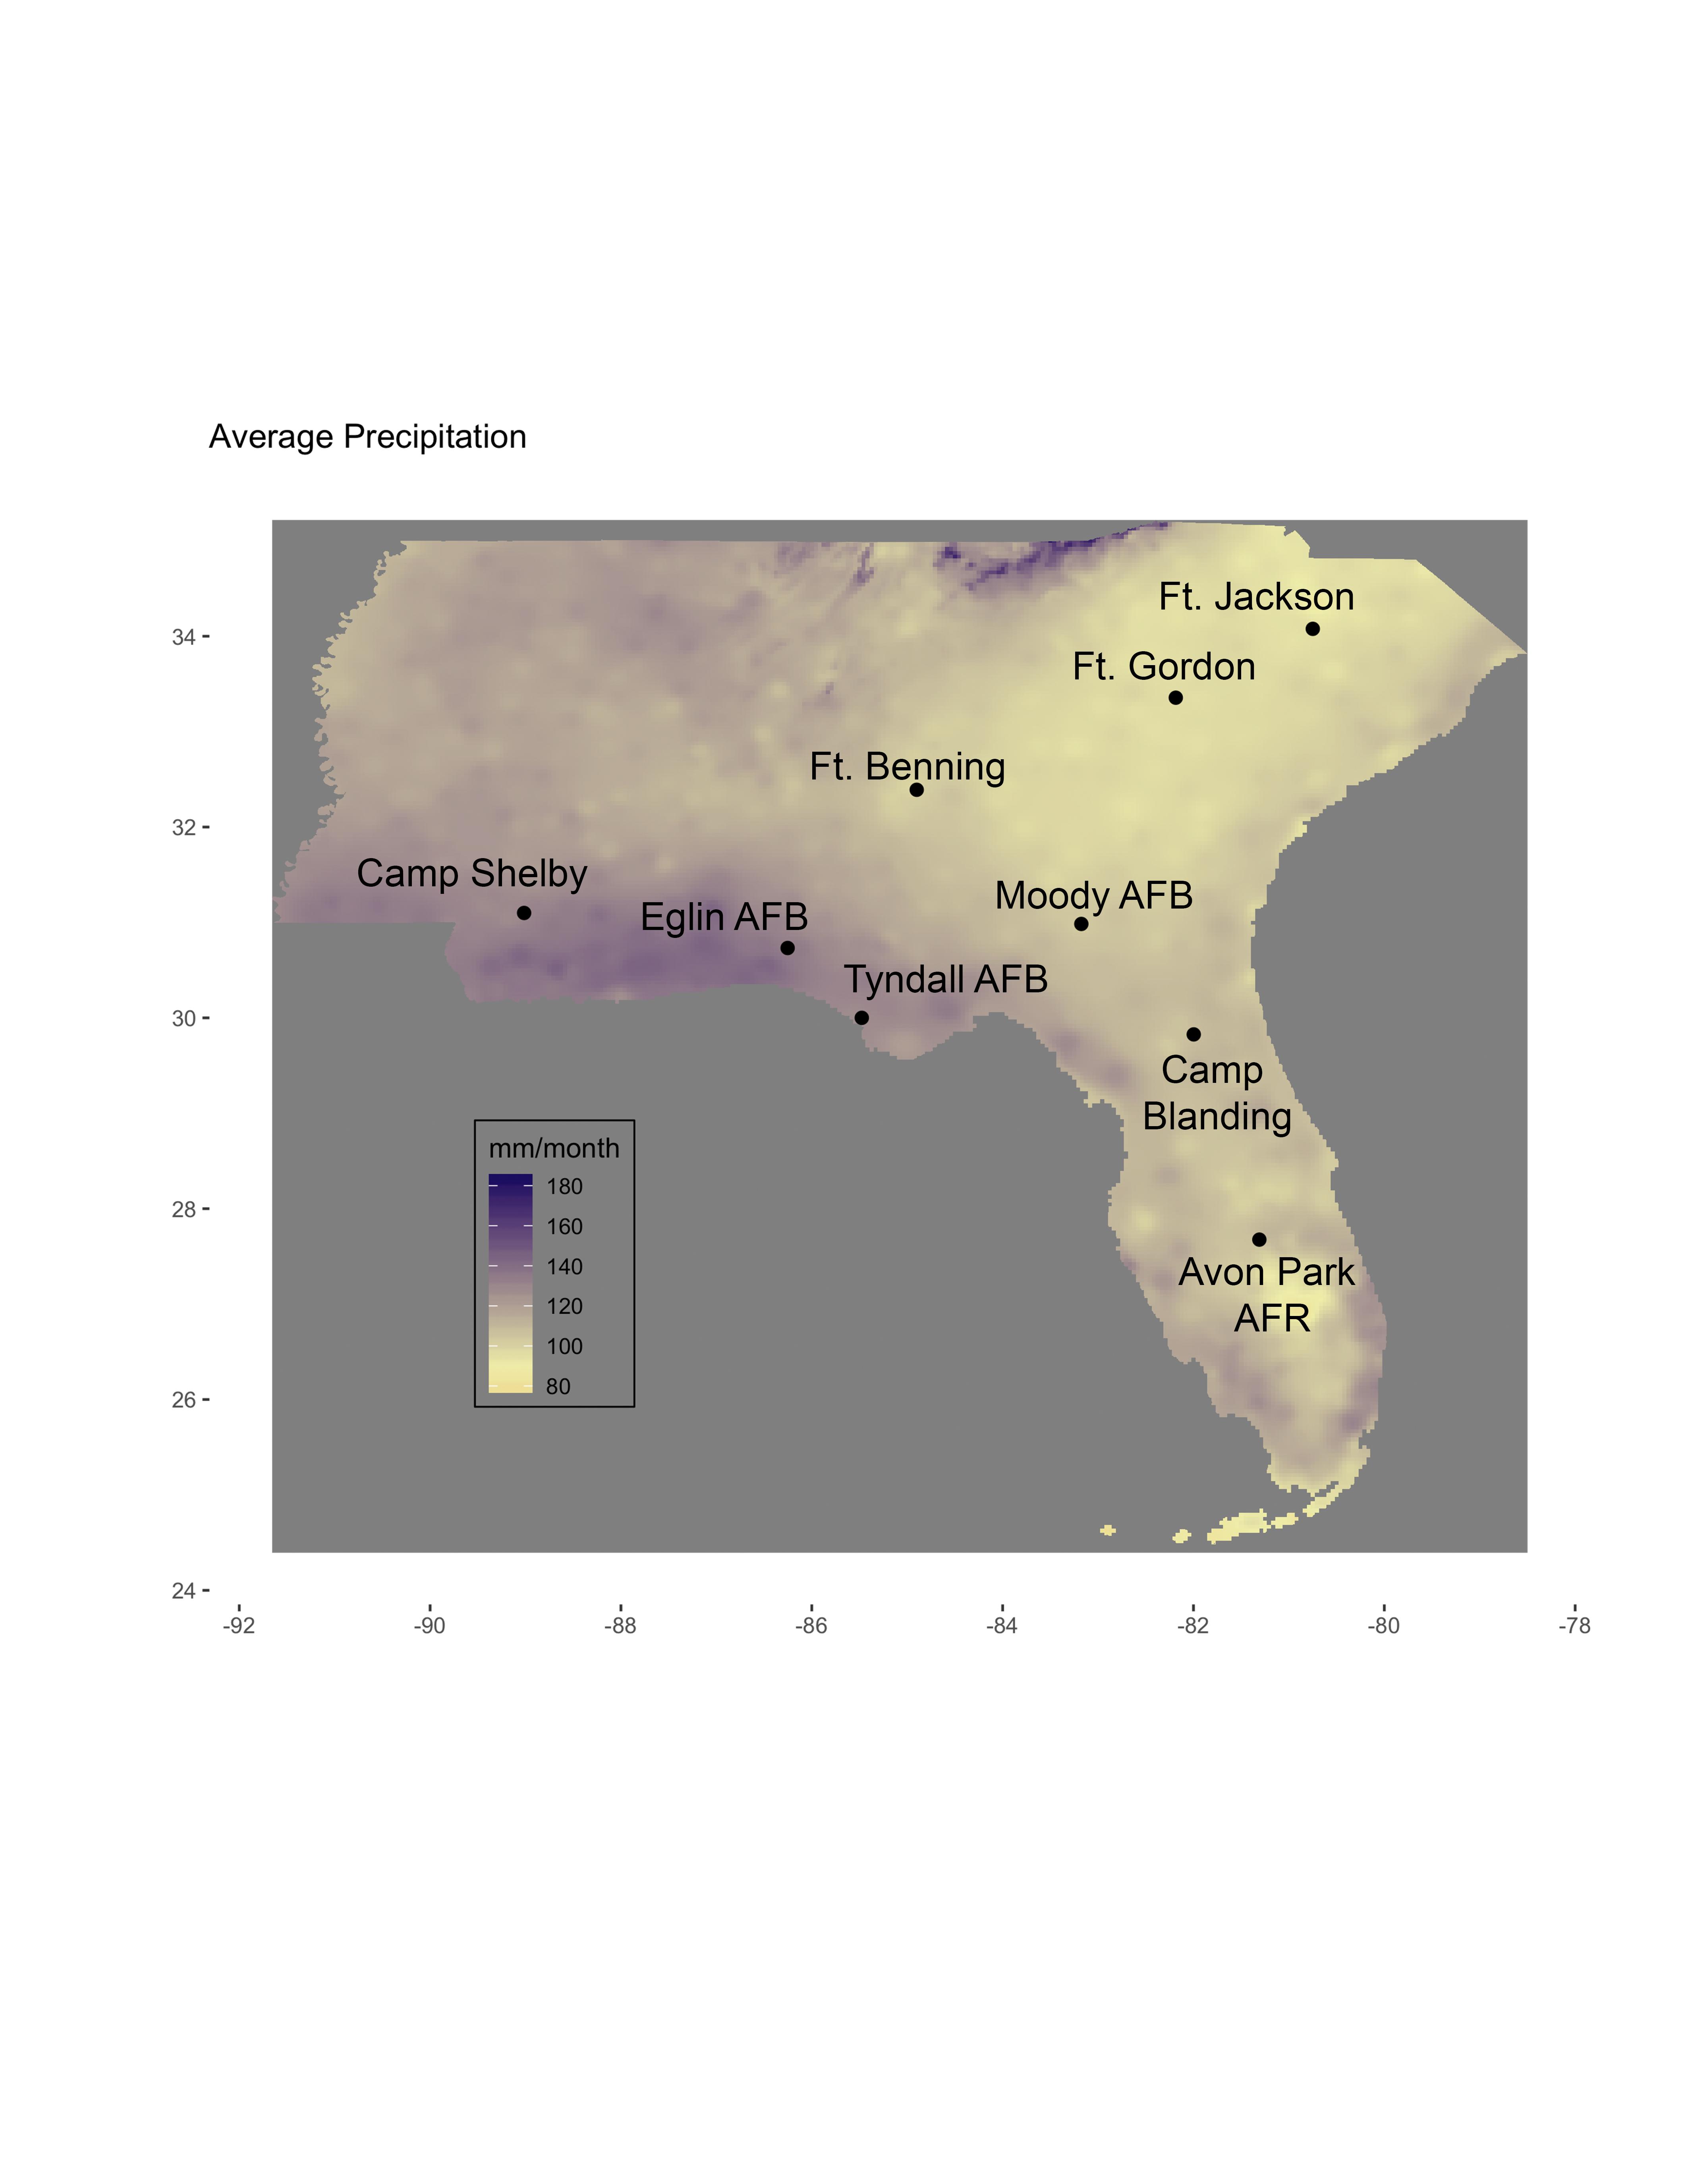 Average Precipitation
Ft. Jackson
34
Ft. Gordon
Ft. Benning
32
Camp Shelby
Moody AFB
Eglin AFB
Tyndall AFB
30
Camp
Blanding
mm/month
180
28
160
140
Avon Park
120
AFR
100
80
26
24
-92
-90
-88
-86
-84
-82
-80
-78